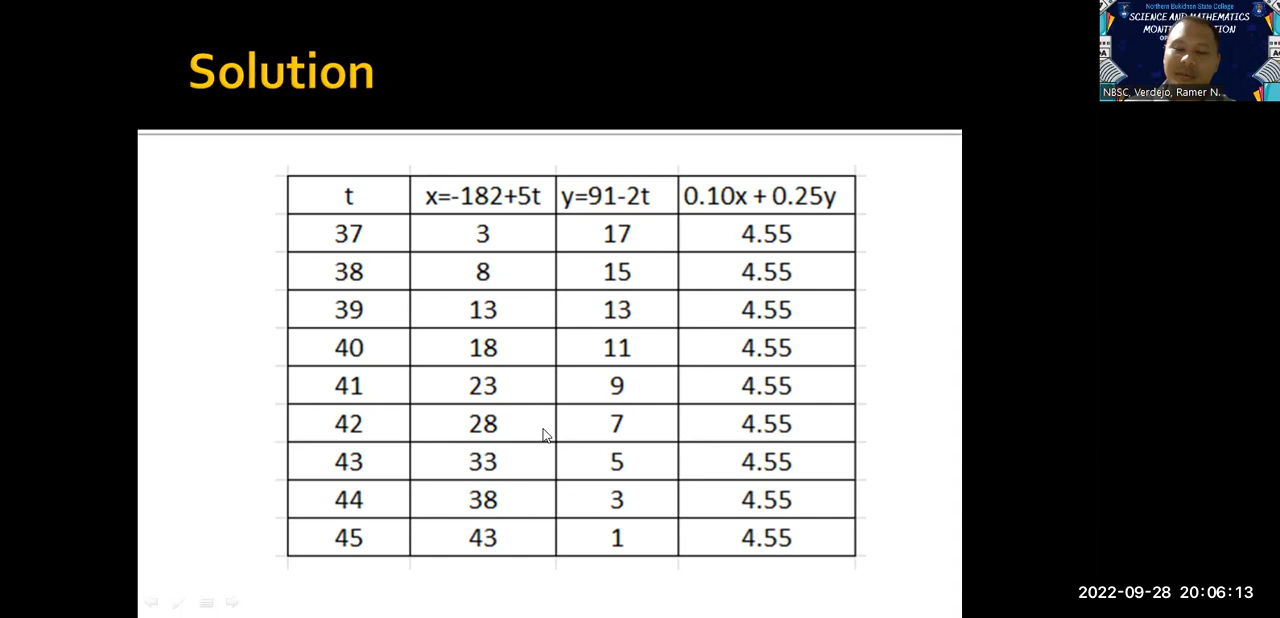 Solution
Northern Bukidnon State College
SCIENCE AND MATHEMATICS
NBSC, Verdejo, Ramer N...
t x=-182+5t y=91-2t 0.10x + 0.25y
37 3 17 4.55
38 8 15 4.55
39 13 13 4.55
40 18 11 4.55
41 23 9 4.55
42 28 7 4.55
43 33 5 4.55
44 38 3 4.55
45 43 1 4.55
2022-09-28 20:06:13